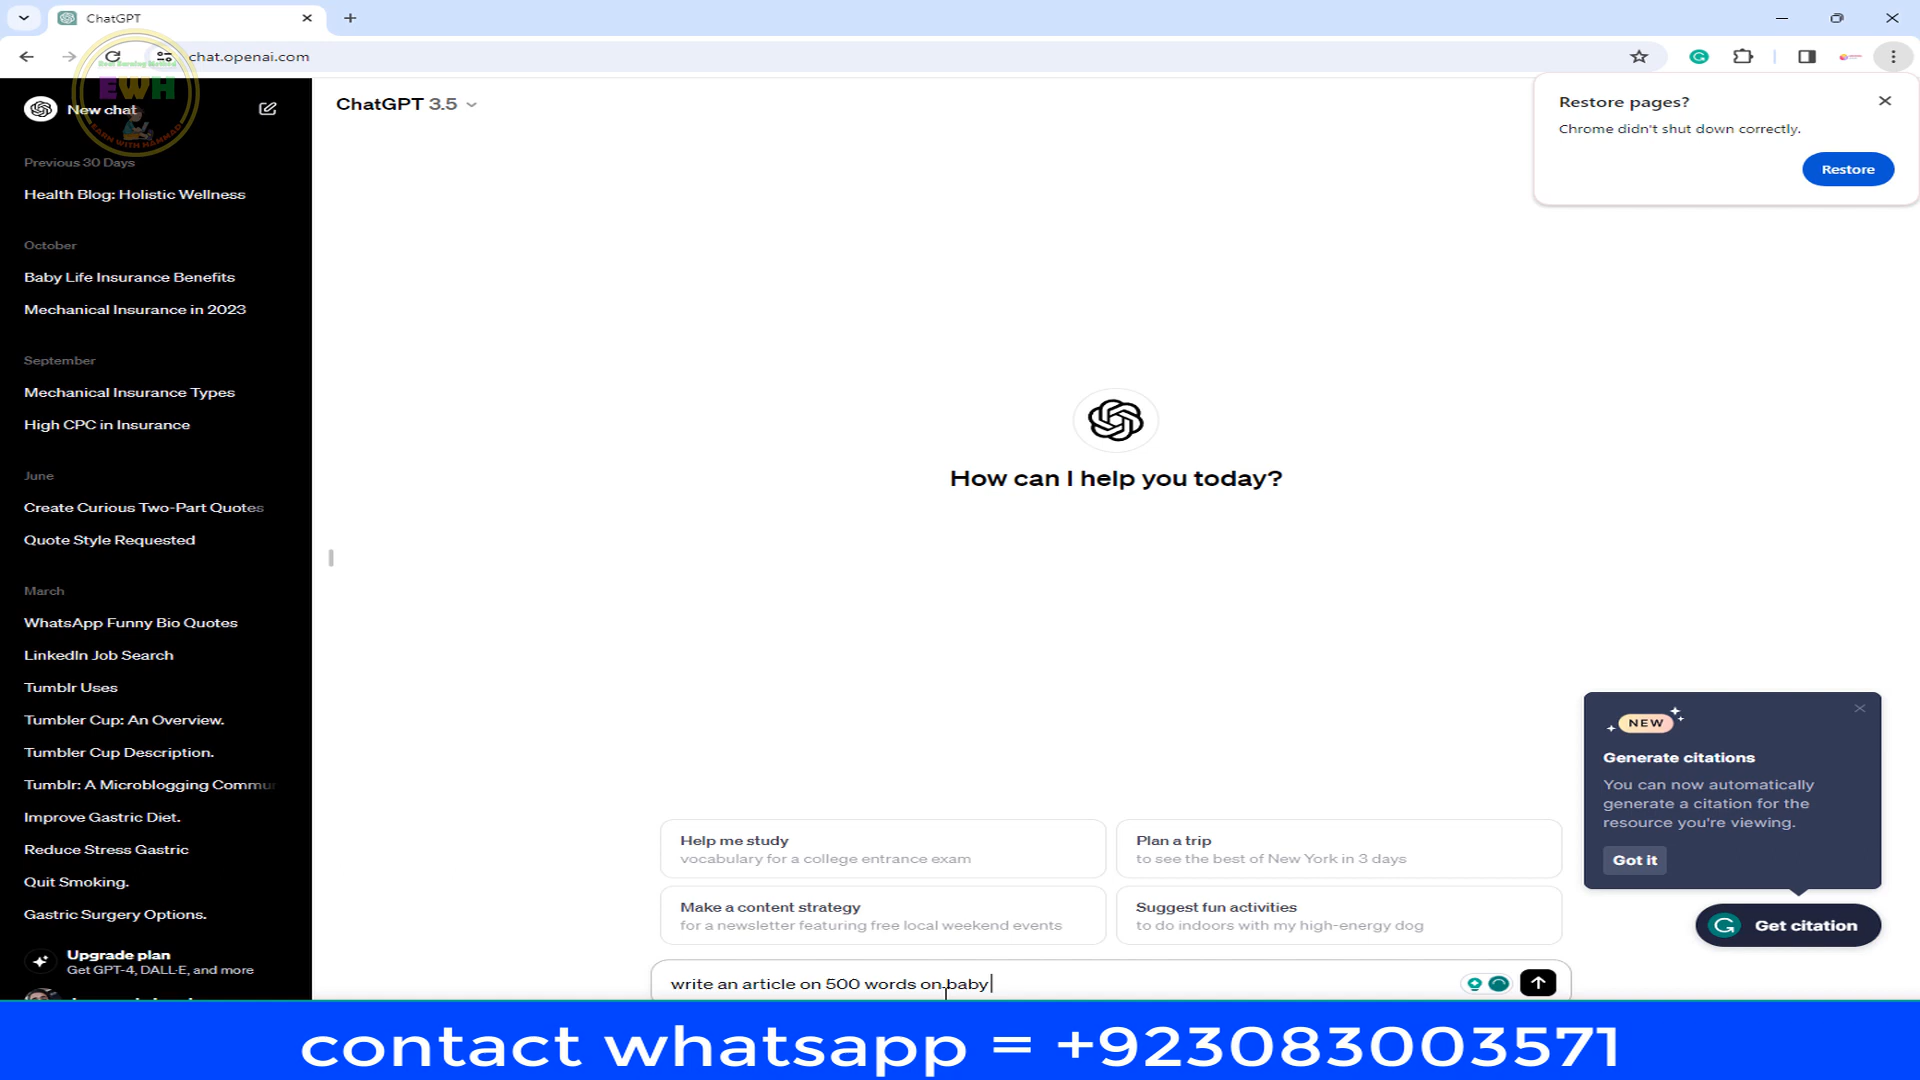 ChatGPT
chat.openai.com
EWH
EARN WITH HAMMAD
New chat
Previous 30 Days
Health Blog: Holistic Wellness
October
Baby Life Insurance Benefits
Mechanical Insurance in 2023
September
Mechanical Insurance Types
High CPC in Insurance
June
Create Curious Two-Part Quotes
Quote Style Requested
March
WhatsApp Funny Bio Quotes
LinkedIn Job Search
Tumblr Uses
Tumbler Cup: An Overview.
Tumbler Cup Description.
Tumblr: A Microblogging Commu
Improve Gastric Diet.
Reduce Stress Gastric
Quit Smoking.
Gastric Surgery Options.
Upgrade plan
Get GPT-4, DALL·E, and more
ChatGPT 3.5
Restore pages?
Chrome didn't shut down correctly.
Restore
How can I help you today?
Help me study
vocabulary for a college entrance exam
Plan a trip
to see the best of New York in 3 days
Make a content strategy
for a newsletter featuring free local weekend events
Suggest fun activities
to do indoors with my high-energy dog
write an article on 500 words on baby
NEW
Generate citations
You can now automatically
generate a citation for the
resource you're viewing.
Got it
Get citation
contact whatsapp = +923083003571